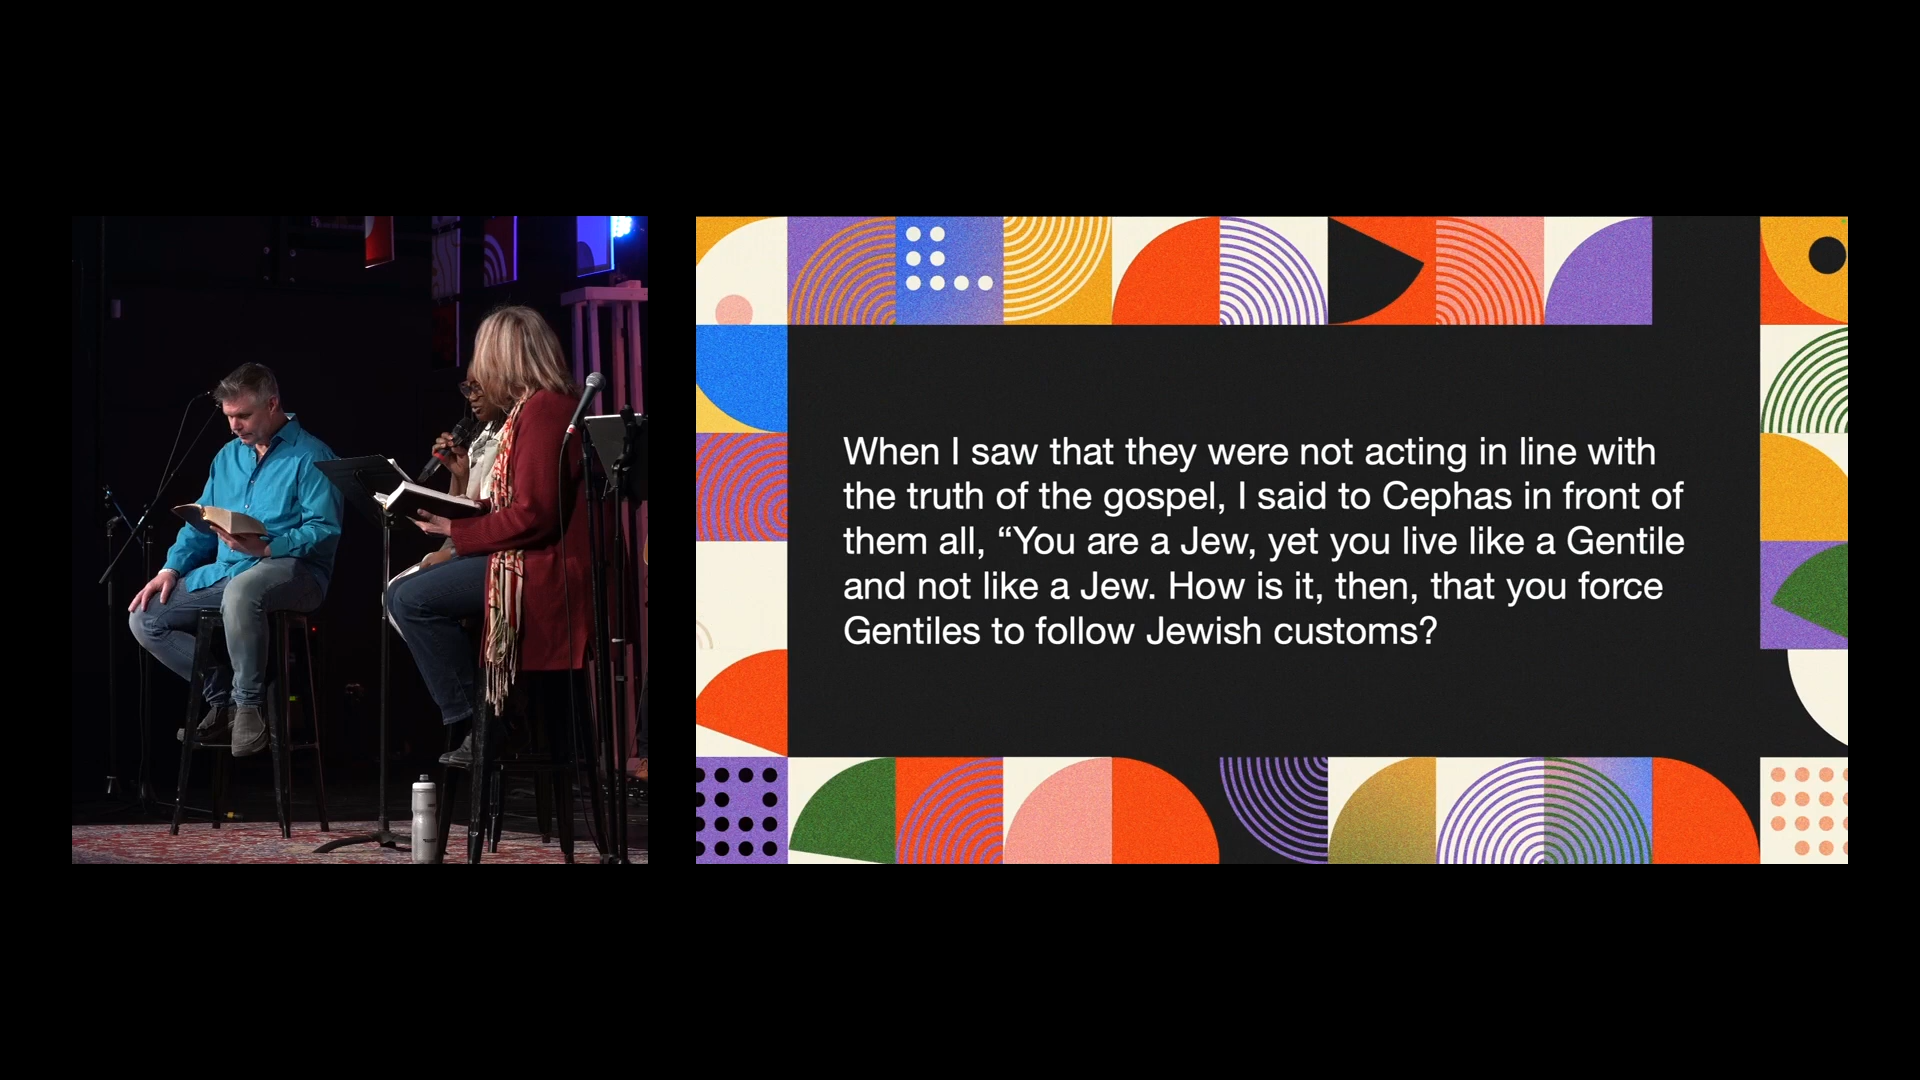 When I saw that they were not acting in line with
the truth of the gospel, I said to Cephas in front of
them all, “You are a Jew, yet you live like a Gentile
and not like a Jew. How is it, then, that you force
Gentiles to follow Jewish customs?